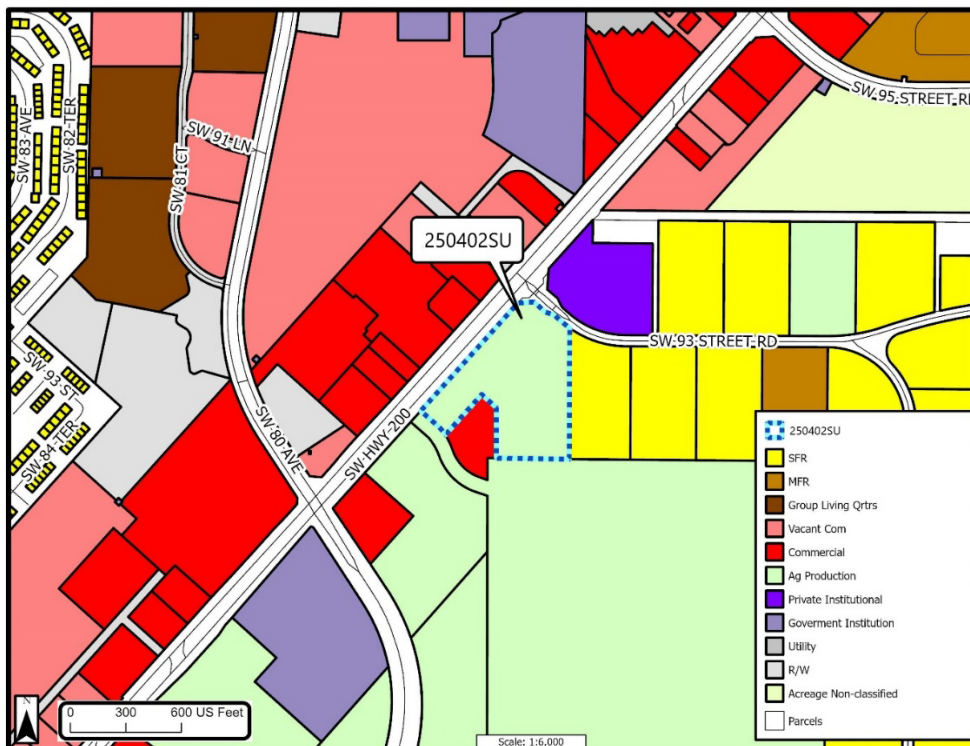 SW 83 AVE
SW 82 TER
SW 91 LN
SW 81 CT
SW 95 STREET RD
250402SU
SW 93 STREET RD
SW 93 ST
SW 84 TER
SW 80 AVE
SW HWY 200
250402SU
SFR
MFR
Group Living Qrtrs
Vacant Com
Commercial
Ag Production
Private Institutional
Goverment Institution
Utility
R/W
Acreage Non-classified
Parcels
N
0 300 600 US Feet
Scale: 1:6,000